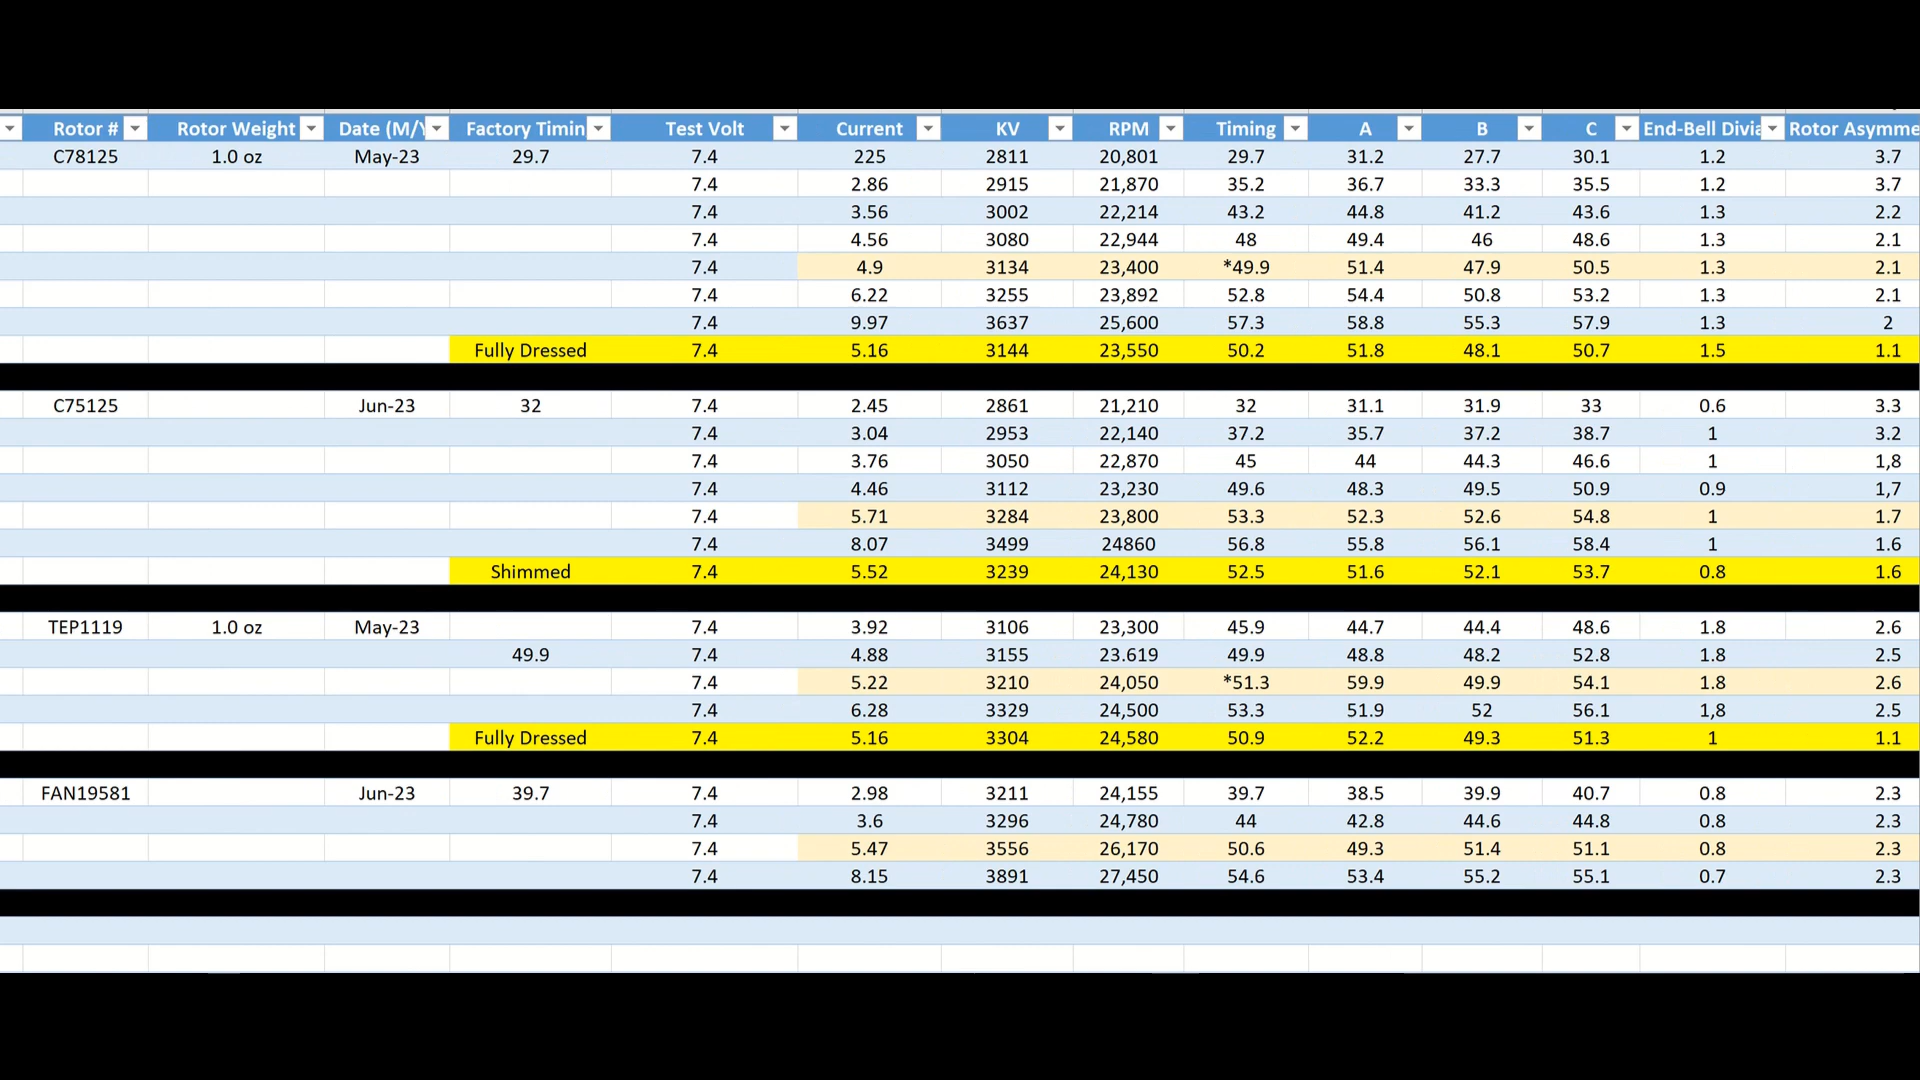 Rotor # Rotor Weight Date (M/Y Factory Timin Test Volt Current KV RPM Timing A B C End-Bell Divia Rotor Asymme
C78125 1.0 oz May-23 29.7 7.4 225 2811 20,801 29.7 31.2 27.7 30.1 1.2 3.7
7.4 2.86 2915 21,870 35.2 36.7 33.3 35.5 1.2 3.7
7.4 3.56 3002 22,214 43.2 44.8 41.2 43.6 1.3 2.2
7.4 4.56 3080 22,944 48 49.4 46 48.6 1.3 2.1
7.4 4.9 3134 23,400 *49.9 51.4 47.9 50.5 1.3 2.1
7.4 6.22 3255 23,892 52.8 54.4 50.8 53.2 1.3 2.1
7.4 9.97 3637 25,600 57.3 58.8 55.3 57.9 1.3 2
Fully Dressed 7.4 5.16 3144 23,550 50.2 51.8 48.1 50.7 1.5 1.1
C75125 Jun-23 32 7.4 2.45 2861 21,210 32 31.1 31.9 33 0.6 3.3
7.4 3.04 2953 22,140 37.2 35.7 37.2 38.7 1 3.2
7.4 3.76 3050 22,870 45 44 44.3 46.6 1 1,8
7.4 4.46 3112 23,230 49.6 48.3 49.5 50.9 0.9 1,7
7.4 5.71 3284 23,800 53.3 52.3 52.6 54.8 1 1.7
7.4 8.07 3499 24860 56.8 55.8 56.1 58.4 1 1.6
Shimmed 7.4 5.52 3239 24,130 52.5 51.6 52.1 53.7 0.8 1.6
TEP1119 1.0 oz May-23 7.4 3.92 3106 23,300 45.9 44.7 44.4 48.6 1.8 2.6
49.9 7.4 4.88 3155 23.619 49.9 48.8 48.2 52.8 1.8 2.5
7.4 5.22 3210 24,050 *51.3 59.9 49.9 54.1 1.8 2.6
7.4 6.28 3329 24,500 53.3 51.9 52 56.1 1,8 2.5
Fully Dressed 7.4 5.16 3304 24,580 50.9 52.2 49.3 51.3 1 1.1
FAN19581 Jun-23 39.7 7.4 2.98 3211 24,155 39.7 38.5 39.9 40.7 0.8 2.3
7.4 3.6 3296 24,780 44 42.8 44.6 44.8 0.8 2.3
7.4 5.47 3556 26,170 50.6 49.3 51.4 51.1 0.8 2.3
7.4 8.15 3891 27,450 54.6 53.4 55.2 55.1 0.7 2.3